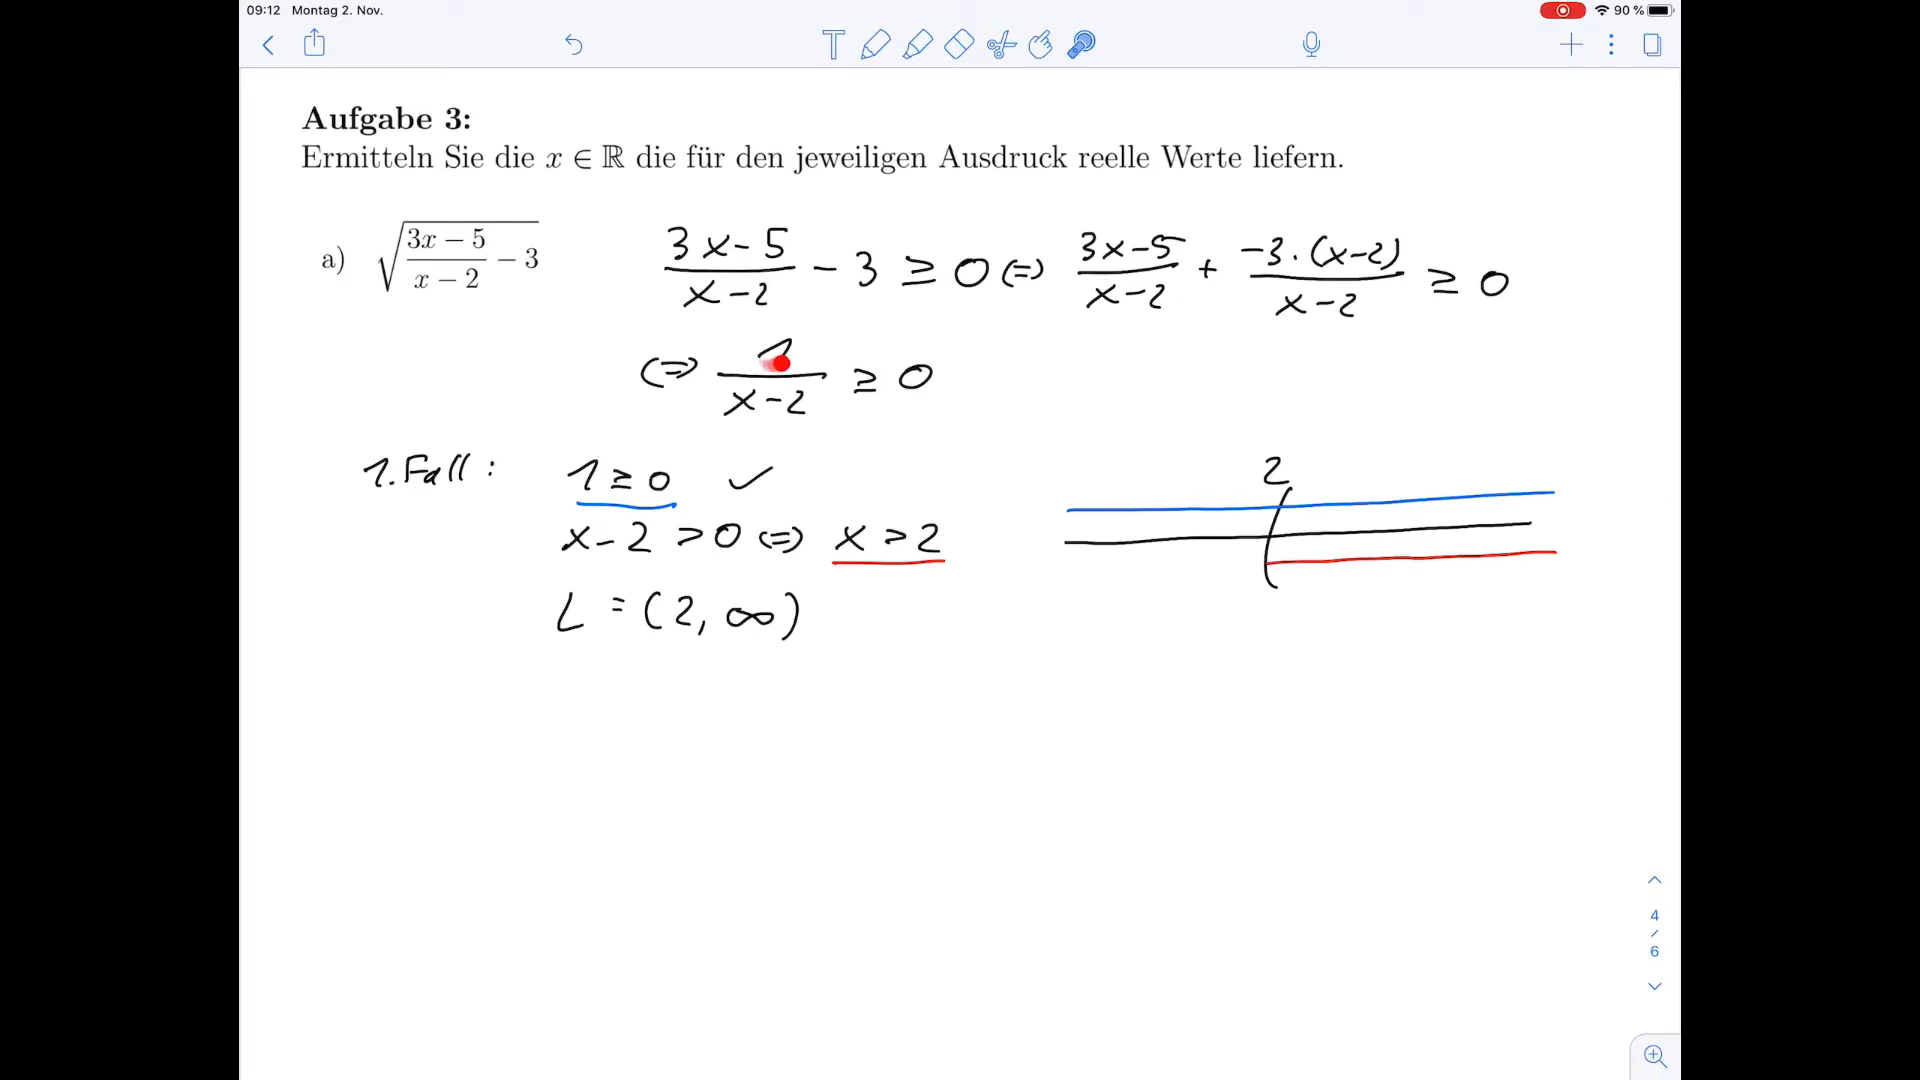 09:12 Montag 2. Nov.
90 %
Aufgabe 3:
Ermitteln Sie die x ∈ ℝ die für den jeweiligen Ausdruck reelle Werte liefern.
a) √((3x − 5)/(x − 2) − 3) (3x-5)/(x-2) - 3 ≥ 0 (=) (3x-5)/(x-2) + (-3·(x-2))/(x-2) ≥ 0
(=) 1/(x-2) ≥ 0
1. Fall: 1 ≥ 0 ✓
x-2 > 0 (=) x > 2
L = (2, ∞)
2
4
/
6